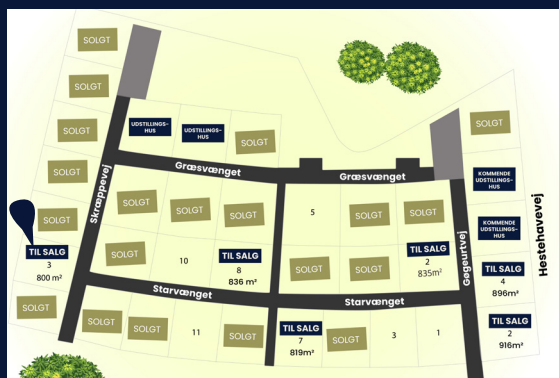 SOLGT
SOLGT
SOLGT
UDSTILLINGS-
HUS
UDSTILLINGS-
HUS
SOLGT
SOLGT
KOMMENDE
UDSTILLINGS-
HUS
KOMMENDE
UDSTILLINGS-
HUS
Hestehavevej
Skræppevej
Græsvænget
Græsvænget
Gøgeurtvej
SOLGT
SOLGT
SOLGT
SOLGT
SOLGT
5
SOLGT
SOLGT
TIL SALG
3
800 m²
SOLGT
10
TIL SALG
8
836 m²
SOLGT
SOLGT
TIL SALG
2
835m²
TIL SALG
4
896m²
Starvænget
Starvænget
SOLGT
SOLGT
SOLGT
11
SOLGT
TIL SALG
7
819m²
SOLGT
3
1
TIL SALG
2
916m²